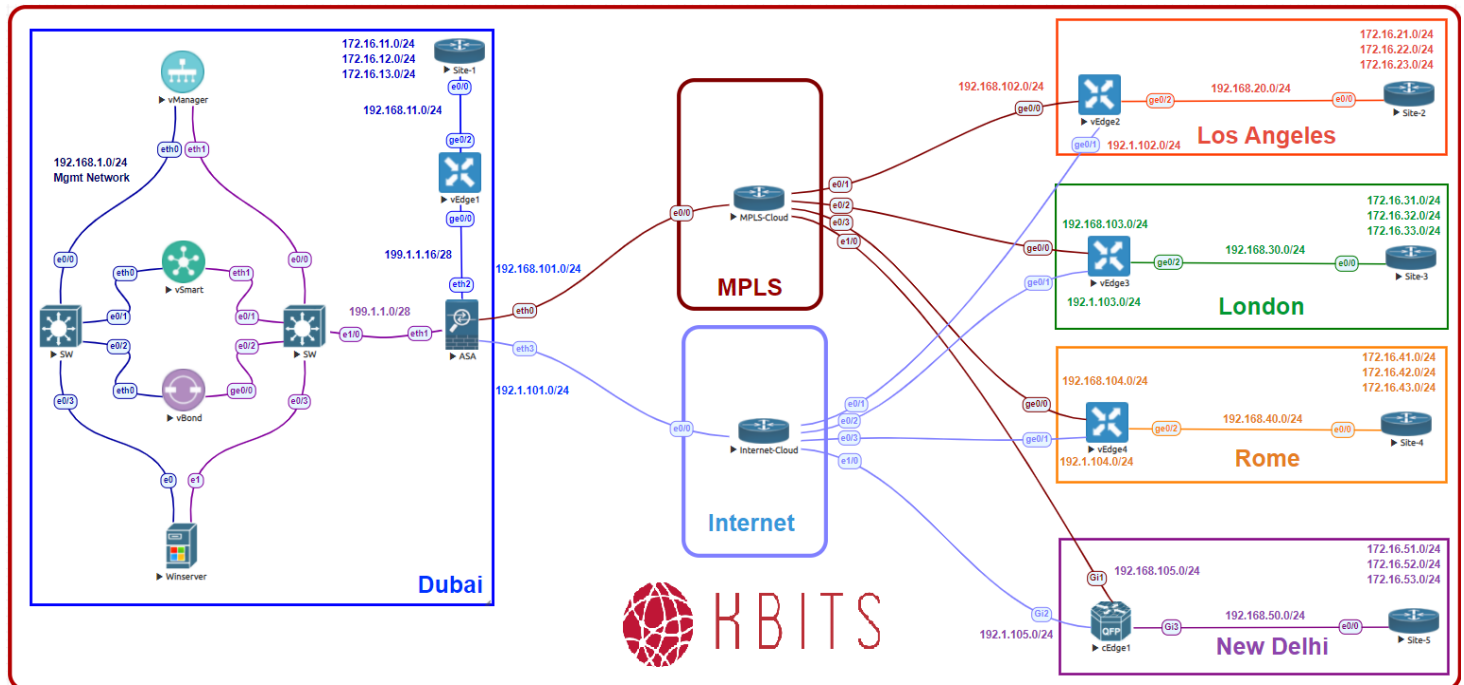 172.16.11.0/24
172.16.12.0/24
172.16.13.0/24
Site-1
e0/0
vManager
192.168.11.0/24
eth0
eth1
ge0/2
192.168.1.0/24
Mgmt Network
vEdge1
ge0/0
e0/0
e0/0
199.1.1.16/28
eth0
eth1
vSmart
eth2
192.168.101.0/24
e0/1
e0/1
199.1.1.0/28
eth0
SW
SW
e1/0
eth1
ASA
e0/2
e0/2
eth3
eth0
ge0/0
vBond
192.1.101.0/24
e0/3
e0/3
e0
e1
Winserver
Dubai
e0/0
MPLS-Cloud
e0/1
e0/2
e0/3
e1/0
MPLS
e0/0
Internet-Cloud
e0/1
e0/2
e0/3
e1/0
Internet
KBITS
172.16.21.0/24
172.16.22.0/24
172.16.23.0/24
192.168.102.0/24
ge0/0
vEdge2
ge0/2
192.168.20.0/24
e0/0
Site-2
ge0/1
192.1.102.0/24
Los Angeles
172.16.31.0/24
172.16.32.0/24
172.16.33.0/24
192.168.103.0/24
ge0/0
vEdge3
ge0/2
192.168.30.0/24
e0/0
Site-3
ge0/1
192.1.103.0/24
London
172.16.41.0/24
172.16.42.0/24
172.16.43.0/24
192.168.104.0/24
ge0/0
vEdge4
ge0/2
192.168.40.0/24
e0/0
Site-4
ge0/1
192.1.104.0/24
Rome
172.16.51.0/24
172.16.52.0/24
172.16.53.0/24
Gi1
192.168.105.0/24
Gi2
192.1.105.0/24
QFP
cEdge1
Gi3
192.168.50.0/24
e0/0
Site-5
New Delhi